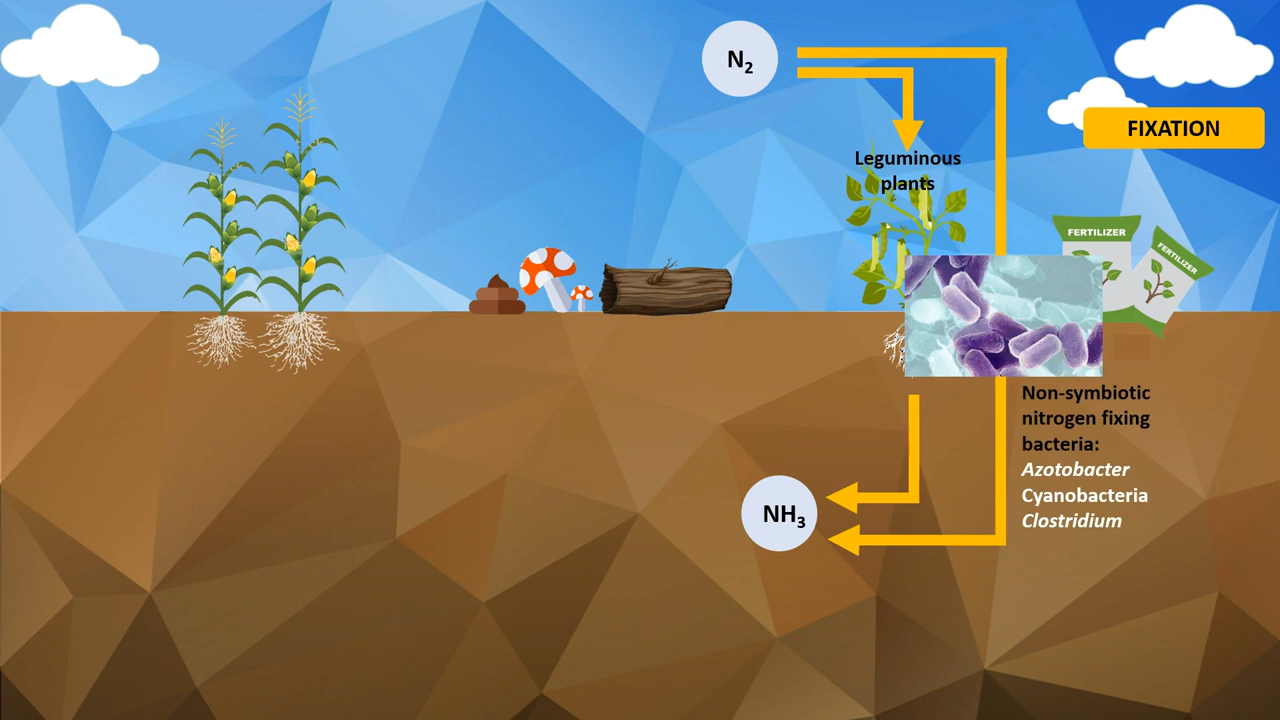 N2
FIXATION
Leguminous
plants
FERTILIZER
FERTILIZER
Non-symbiotic
nitrogen fixing
bacteria:
Azotobacter
Cyanobacteria
Clostridium
NH3